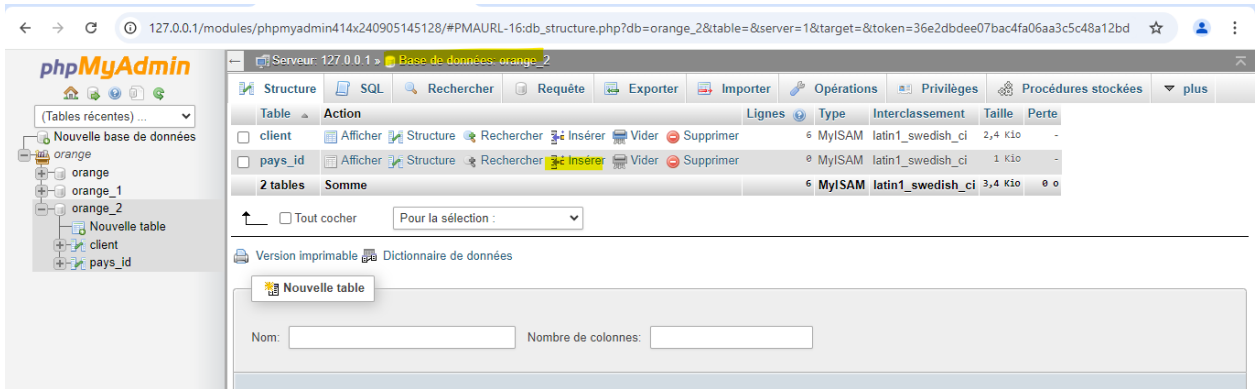 127.0.0.1/modules/phpmyadmin414x240905145128/#PMAURL-16:db_structure.php?db=orange_2&table=&server=1&target=&token=36e2dbdee07bac4fa06aa3c5c48a12bd
phpMyAdmin
(Tables récentes) ...
Nouvelle base de données
orange
orange
orange_1
orange_2
Nouvelle table
client
pays_id
Serveur: 127.0.0.1 » Base de données: orange_2
Structure SQL Rechercher Requête Exporter Importer Opérations Privilèges Procédures stockées plus
Table Action Lignes Type Interclassement Taille Perte
client Afficher Structure Rechercher Insérer Vider Supprimer 6 MyISAM latin1_swedish_ci 2,4 Kio -
pays_id Afficher Structure Rechercher Insérer Vider Supprimer 0 MyISAM latin1_swedish_ci 1 Kio -
2 tables Somme 6 MyISAM latin1_swedish_ci 3,4 Kio 0 o
Tout cocher Pour la sélection :
Version imprimable Dictionnaire de données
Nouvelle table
Nom: Nombre de colonnes: